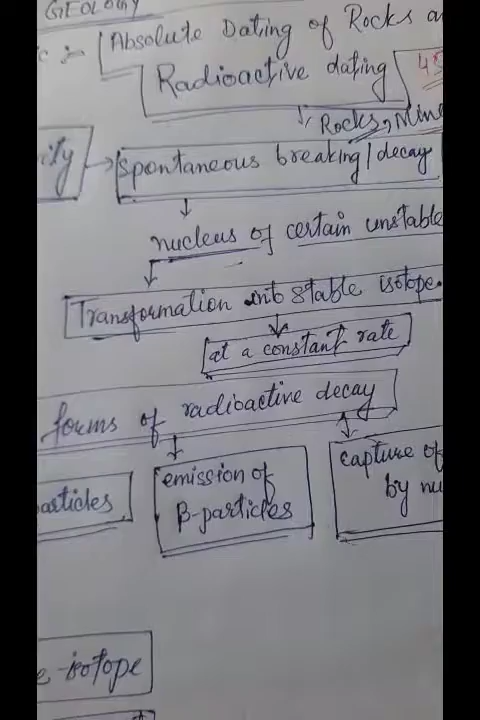 GEOLOGY
c :- Absolute Dating of Rocks a
Radioactive dating
45
Rocks, Mine
ity → spontaneous breaking/decay
nucleus of certain unstable
Transformation into stable isotope.
at a constant rate
forms of radioactive decay
articles
emission of
β-particles
capture of
by nu
e-isotope